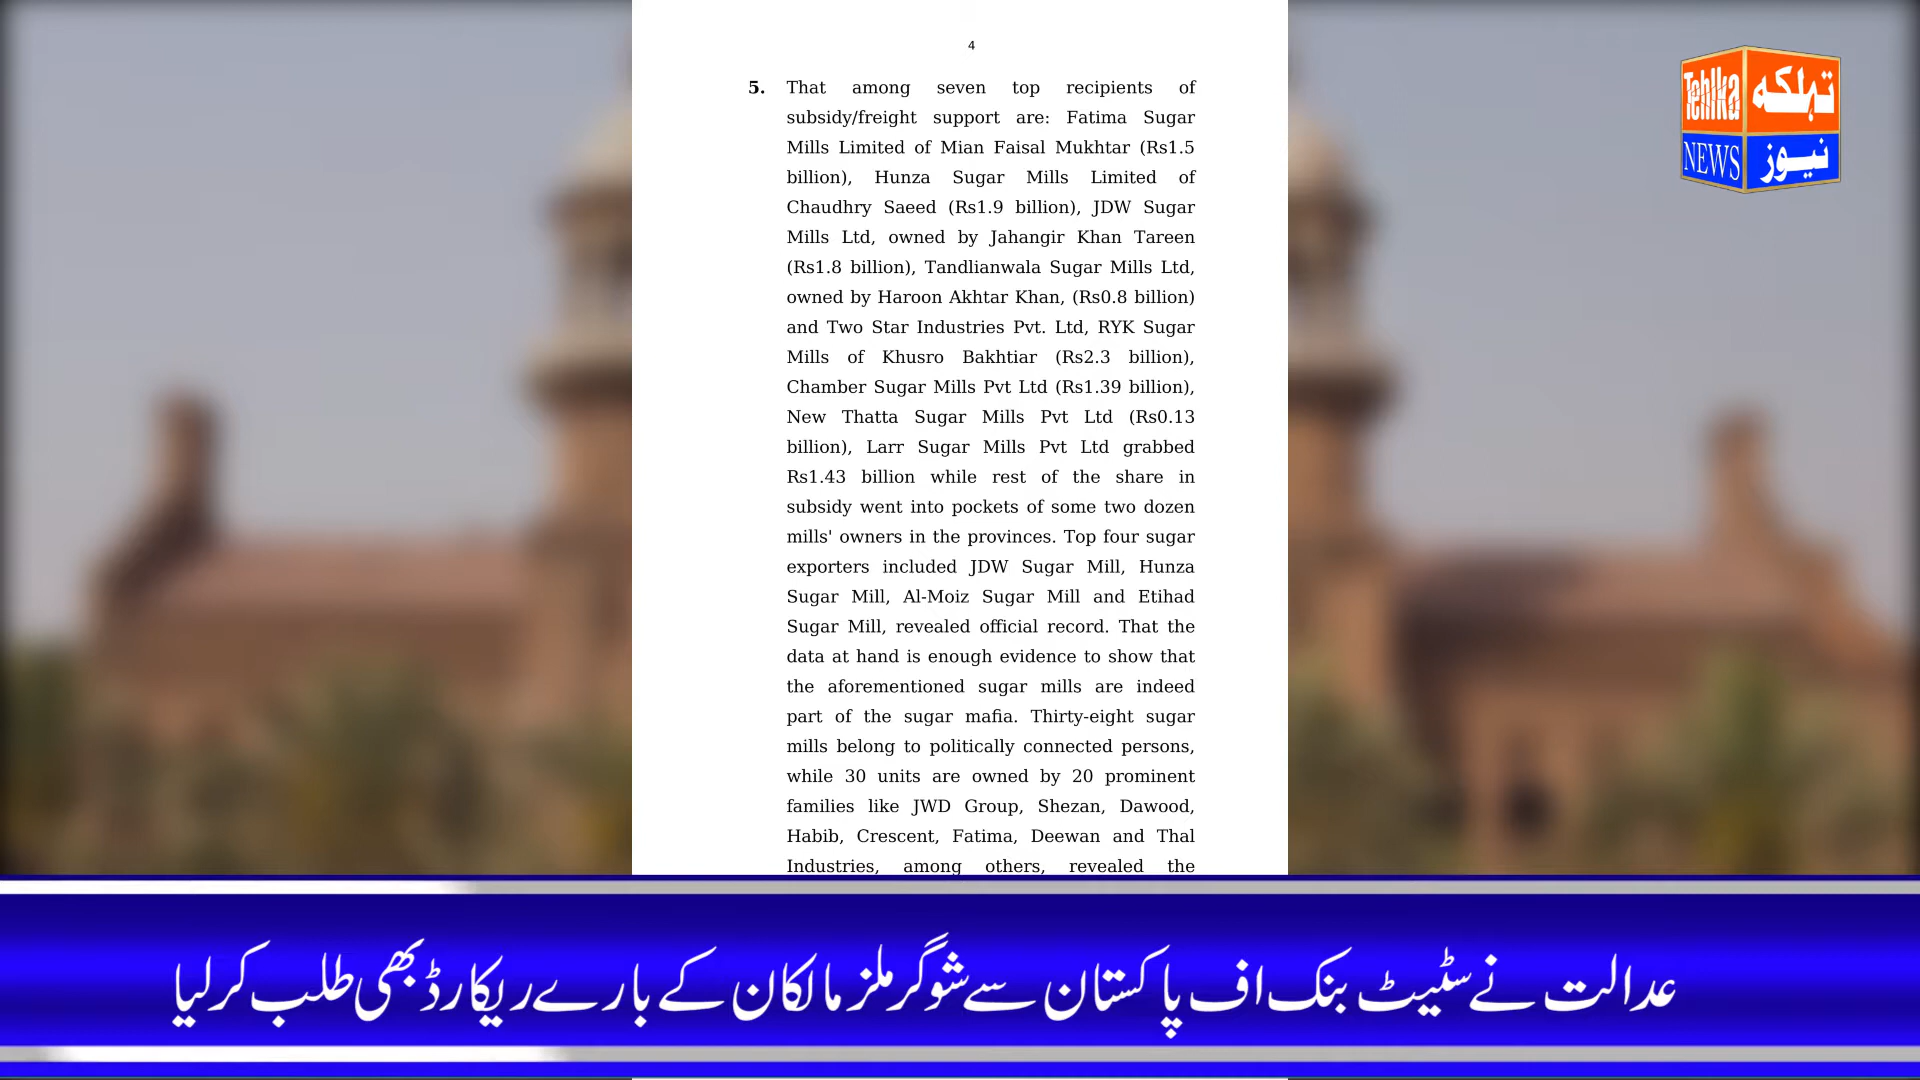 4
5. That among seven top recipients of
subsidy/freight support are: Fatima Sugar
Mills Limited of Mian Faisal Mukhtar (Rs1.5
billion), Hunza Sugar Mills Limited of
Chaudhry Saeed (Rs1.9 billion), JDW Sugar
Mills Ltd, owned by Jahangir Khan Tareen
(Rs1.8 billion), Tandlianwala Sugar Mills Ltd,
owned by Haroon Akhtar Khan, (Rs0.8 billion)
and Two Star Industries Pvt. Ltd, RYK Sugar
Mills of Khusro Bakhtiar (Rs2.3 billion),
Chamber Sugar Mills Pvt Ltd (Rs1.39 billion),
New Thatta Sugar Mills Pvt Ltd (Rs0.13
billion), Larr Sugar Mills Pvt Ltd grabbed
Rs1.43 billion while rest of the share in
subsidy went into pockets of some two dozen
mills' owners in the provinces. Top four sugar
exporters included JDW Sugar Mill, Hunza
Sugar Mill, Al-Moiz Sugar Mill and Etihad
Sugar Mill, revealed official record. That the
data at hand is enough evidence to show that
the aforementioned sugar mills are indeed
part of the sugar mafia. Thirty-eight sugar
mills belong to politically connected persons,
while 30 units are owned by 20 prominent
families like JWD Group, Shezan, Dawood,
Habib, Crescent, Fatima, Deewan and Thal
Industries, among others, revealed the
Tehlka تہلکہ
NEWS نیوز
عدالت نے سٹیٹ بنک اف پاکستان سے شوگر ملز مالکان کے بارے ریکارڈ بھی طلب کر لیا